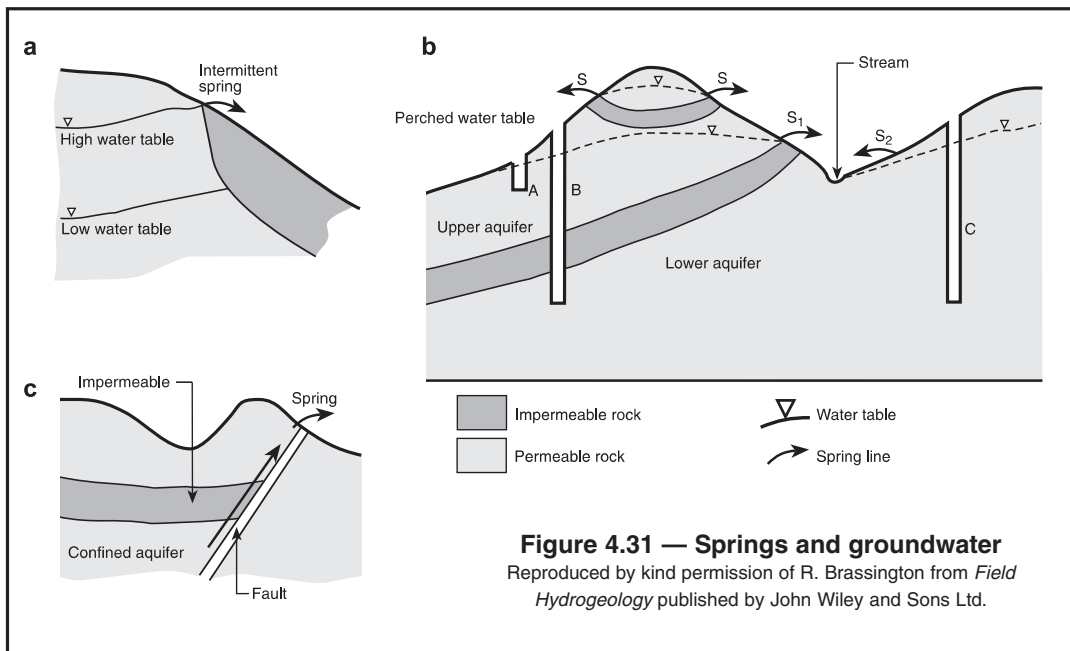 a
Intermittent
spring
High water table
Low water table
b
Stream
S
S
Perched water table
S1
S2
A
B
C
Upper aquifer
Lower aquifer
c
Impermeable
Spring
Confined aquifer
Fault
Impermeable rock
Permeable rock
Water table
Spring line
Figure 4.31 — Springs and groundwater
Reproduced by kind permission of R. Brassington from Field
Hydrogeology published by John Wiley and Sons Ltd.